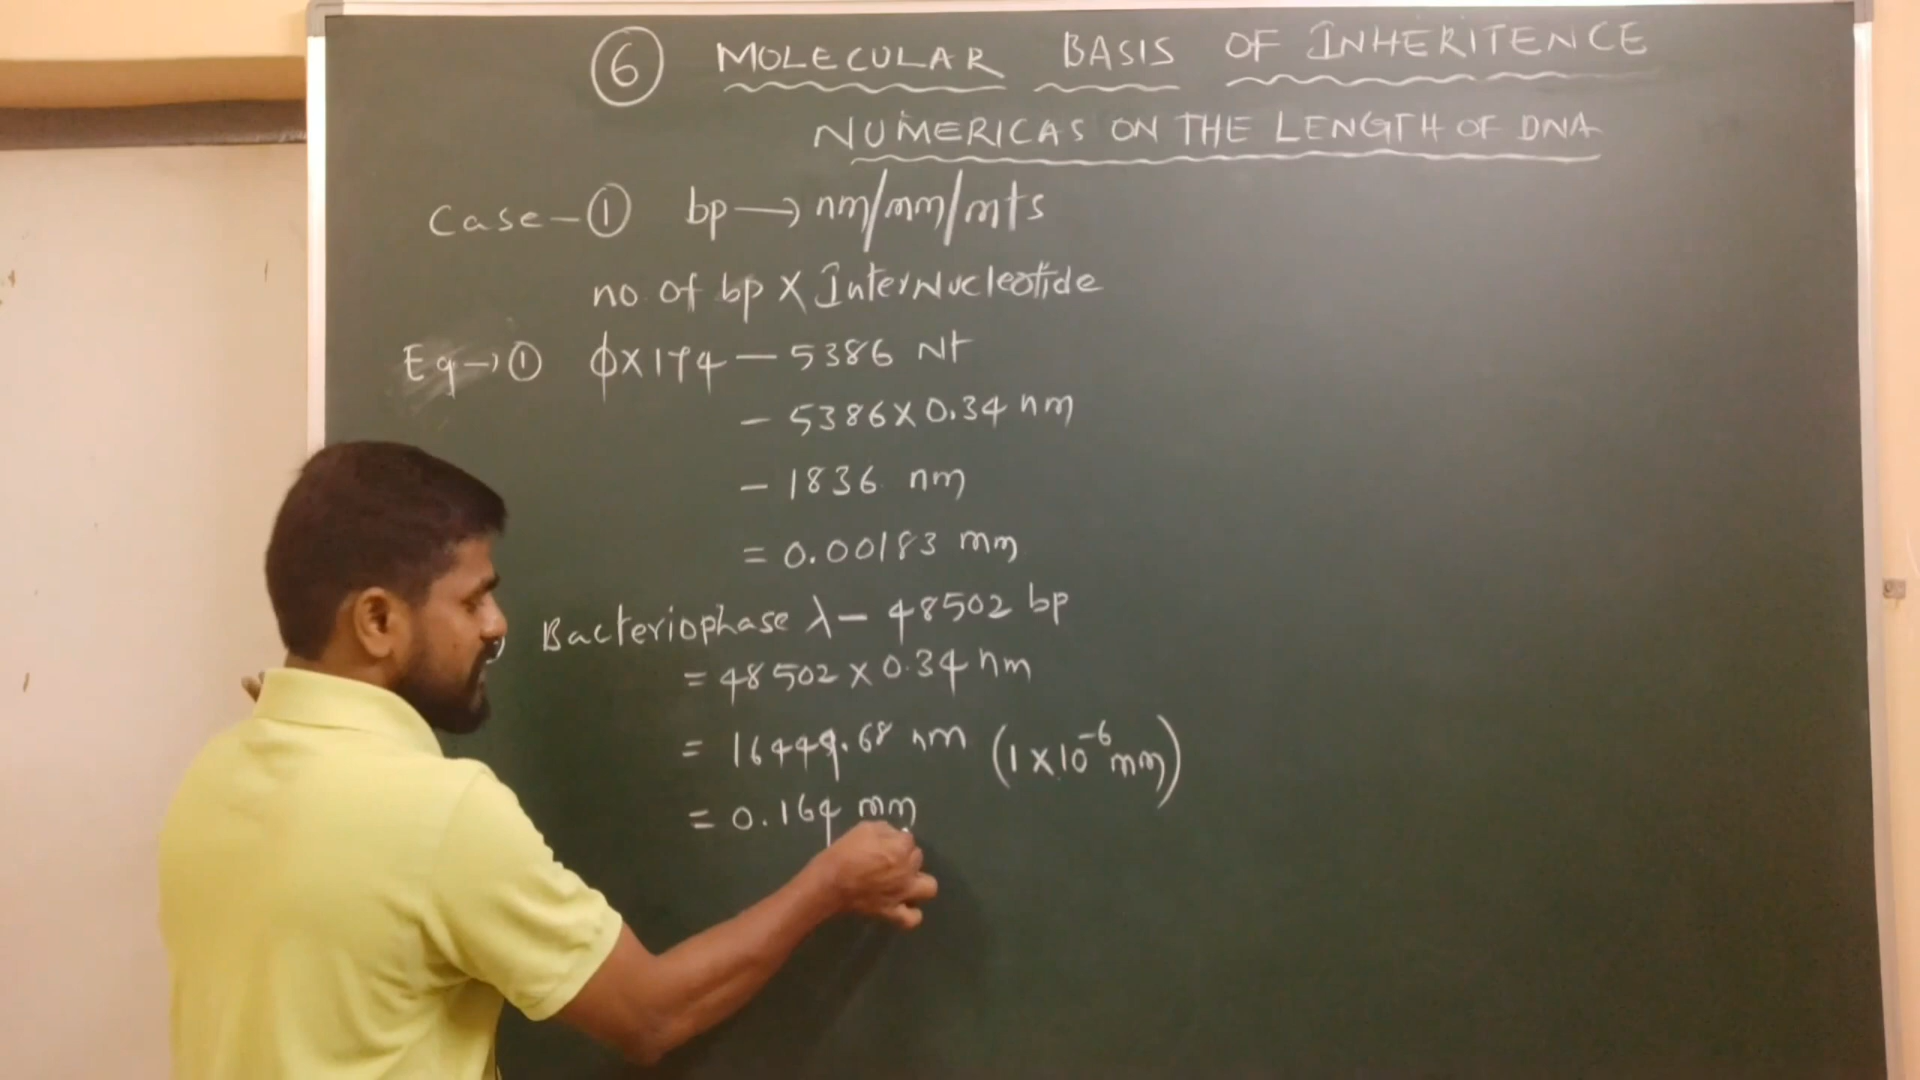 ⑥ MOLECULAR BASIS OF INHERITENCE
NUMERICAS ON THE LENGTH OF DNA
Case-① bp → nm/mm/mts
no. of bp X InterNucleotide
Eg→① ϕX174 - 5386 Nt
- 5386 X 0.34 nm
- 1836 nm
= 0.00183 mm
Bacteriophase λ - 48502 bp
= 48502 x 0.34 nm
= 16449.68 nm (1 x 10⁻⁶ mm)
= 0.164 mm